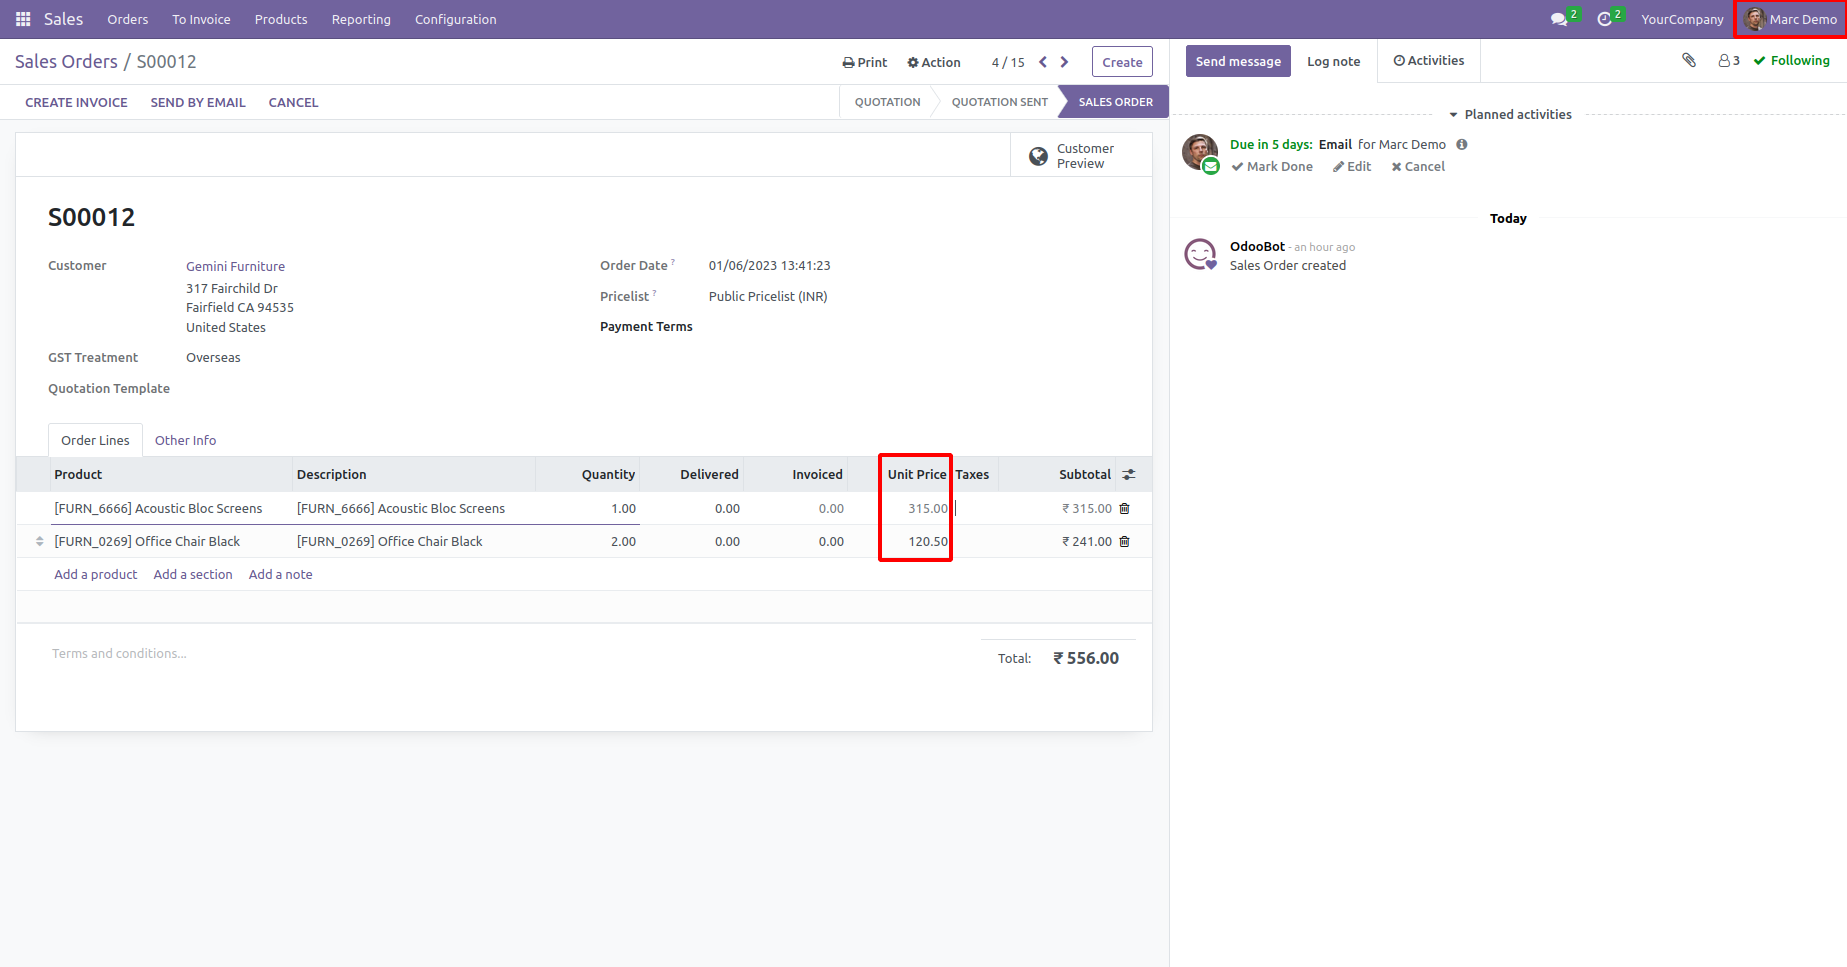 Sales Orders To Invoice Products Reporting Configuration 2 2 YourCompany Marc Demo
Sales Orders / S00012 Print Action 4 / 15 Create
CREATE INVOICE SEND BY EMAIL CANCEL QUOTATION QUOTATION SENT SALES ORDER
Customer
Preview
S00012
Customer Gemini Furniture
317 Fairchild Dr
Fairfield CA 94535
United States
GST Treatment Overseas
Quotation Template
Order Date ? 01/06/2023 13:41:23
Pricelist ? Public Pricelist (INR)
Payment Terms
Order Lines Other Info
Product Description Quantity Delivered Invoiced Unit Price Taxes Subtotal
[FURN_6666] Acoustic Bloc Screens [FURN_6666] Acoustic Bloc Screens 1.00 0.00 0.00 315.00 ₹ 315.00
[FURN_0269] Office Chair Black [FURN_0269] Office Chair Black 2.00 0.00 0.00 120.50 ₹ 241.00
Add a product Add a section Add a note
Terms and conditions...
Total: ₹ 556.00
Send message Log note Activities 3 Following
Planned activities
Due in 5 days: Email for Marc Demo
Mark Done Edit Cancel
Today
OdooBot - an hour ago
Sales Order created